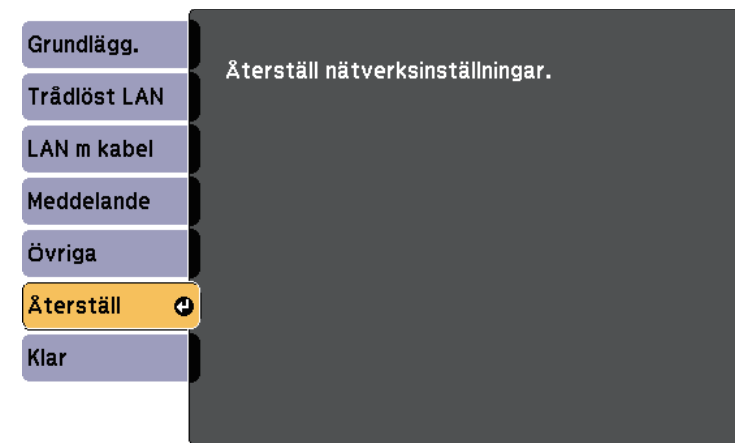 Grundlägg.
Trådlöst LAN
LAN m kabel
Meddelande
Övriga
Återställ
Klar
Återställ nätverksinställningar.